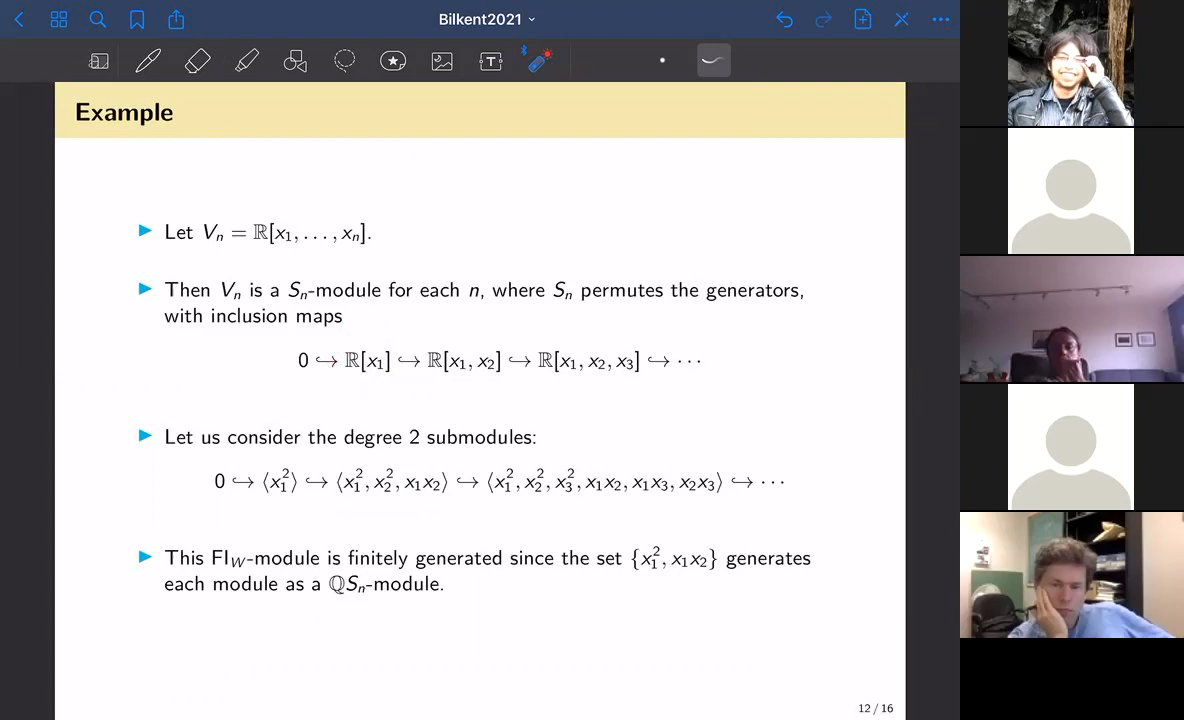 Bilkent2021
T
Example
Let Vₙ = ℝ[x₁, . . . , xₙ].
Then Vₙ is a Sₙ-module for each n, where Sₙ permutes the generators,
with inclusion maps
0 ↪ ℝ[x₁] ↪ ℝ[x₁, x₂] ↪ ℝ[x₁, x₂, x₃] ↪ · · ·
Let us consider the degree 2 submodules:
0 ↪ ⟨x₁²⟩ ↪ ⟨x₁², x₂², x₁x₂⟩ ↪ ⟨x₁², x₂², x₃², x₁x₂, x₁x₃, x₂x₃⟩ ↪ · · ·
This FI_W-module is finitely generated since the set {x₁², x₁x₂} generates
each module as a ℚSₙ-module.
12 / 16